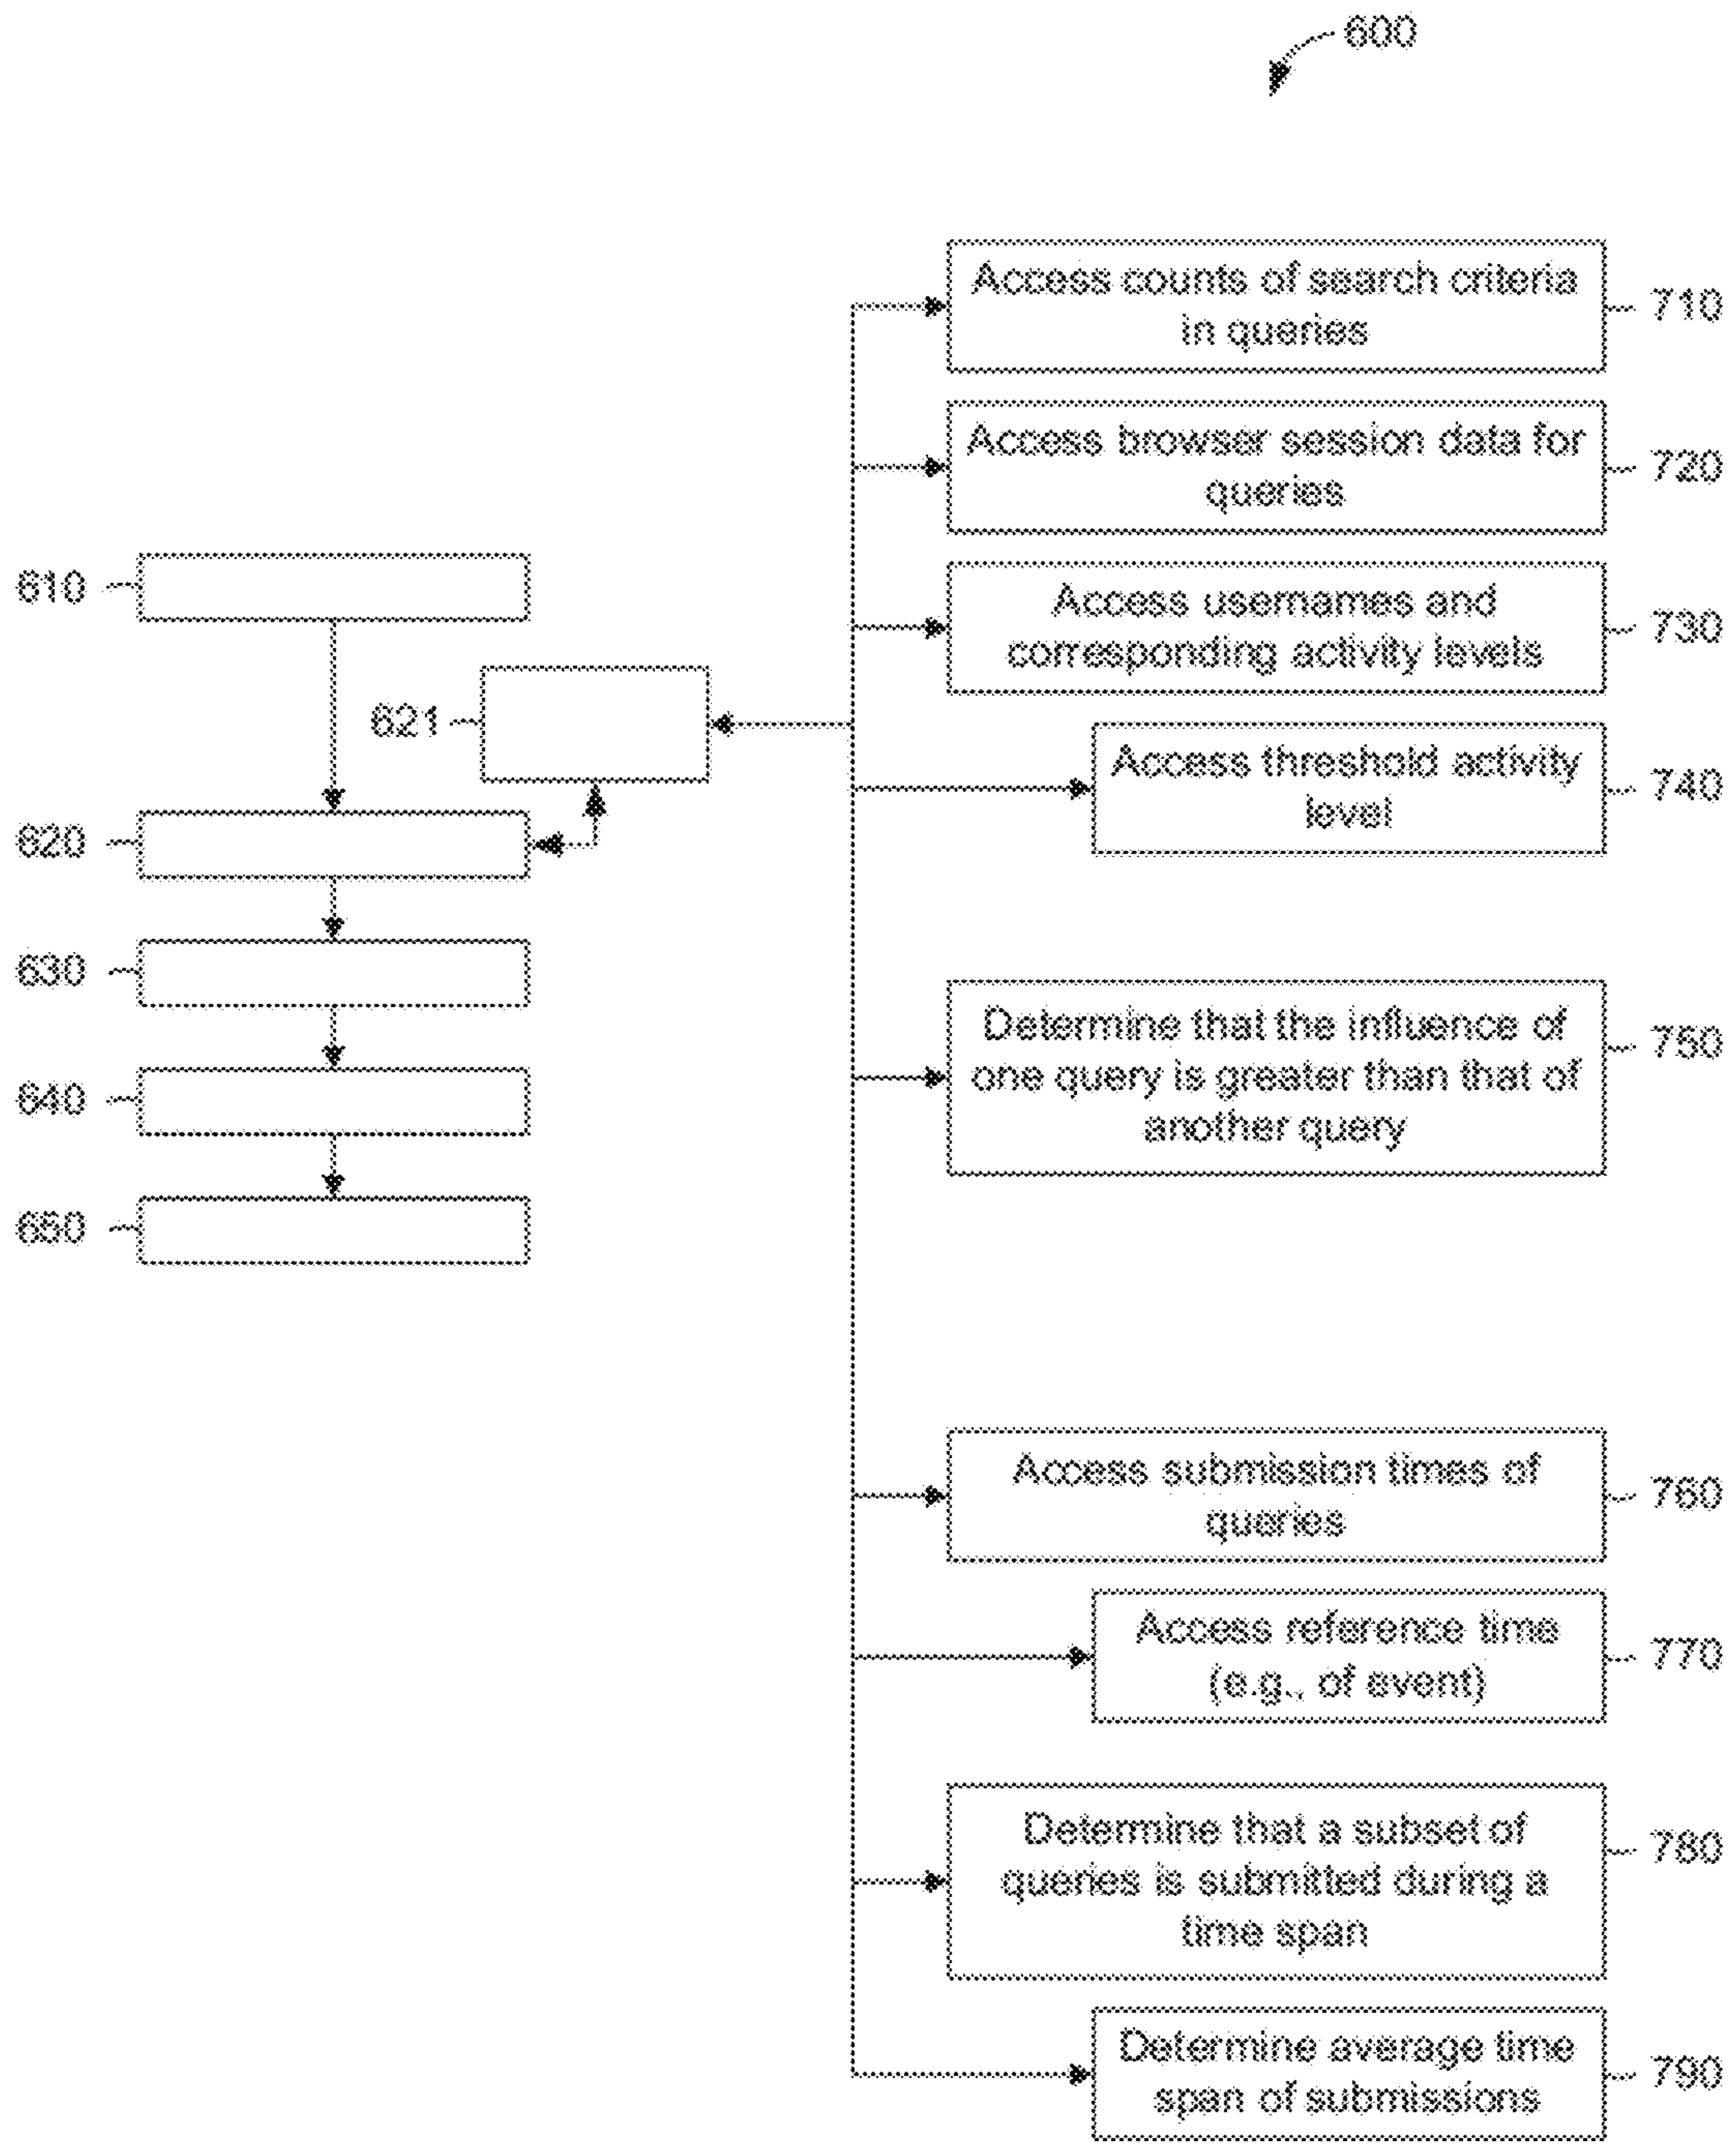 600
Access counts of search criteria
in queries
710
Access browser session data for
queries
720
610
Access usernames and
corresponding activity levels
730
621
Access threshold activity
level
740
620
630
Determine that the influence of
one query is greater than that of
another query
750
640
650
Access submission times of
queries
760
Access reference time
(e.g., of event)
770
Determine that a subset of
queries is submitted during a
time span
780
Determine average time
span of submissions
790